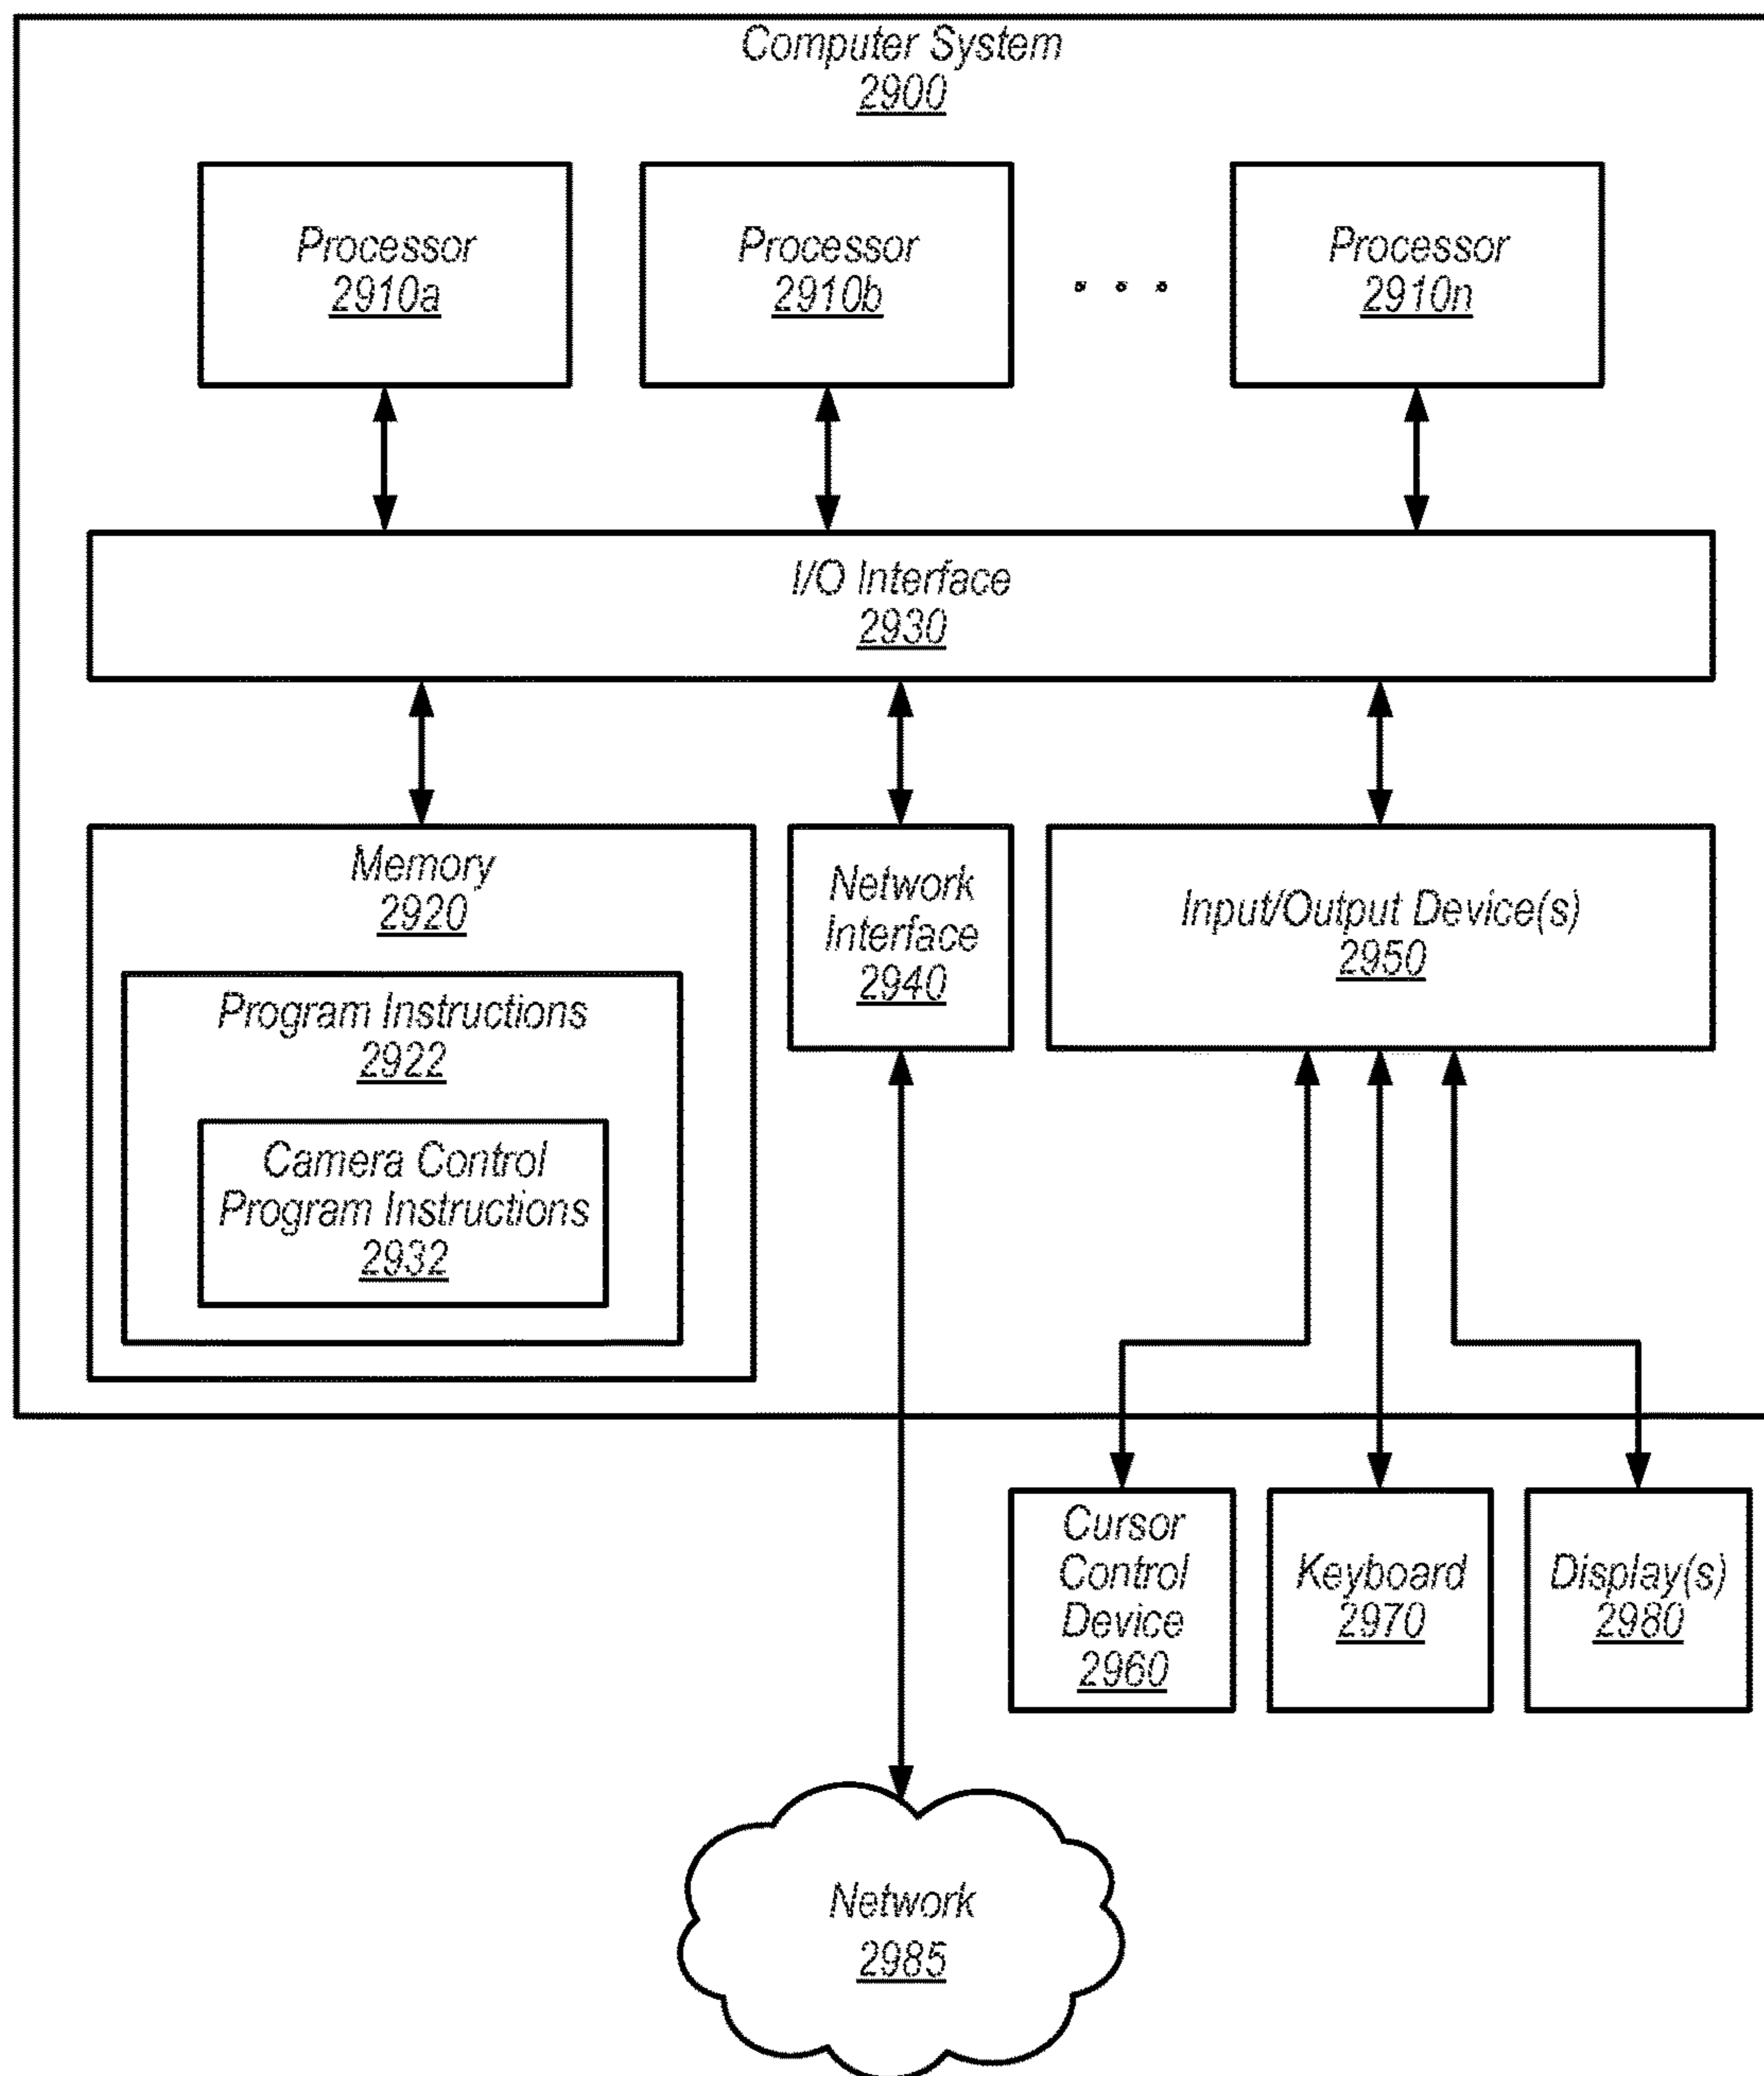 Computer System
2900
Processor
2910a
Processor
2910b
. . .
Processor
2910n
I/O Interface
2930
Memory
2920
Program Instructions
2922
Camera Control
Program Instructions
2932
Network
Interface
2940
Input/Output Device(s)
2950
Cursor
Control
Device
2960
Keyboard
2970
Display(s)
2980
Network
2985